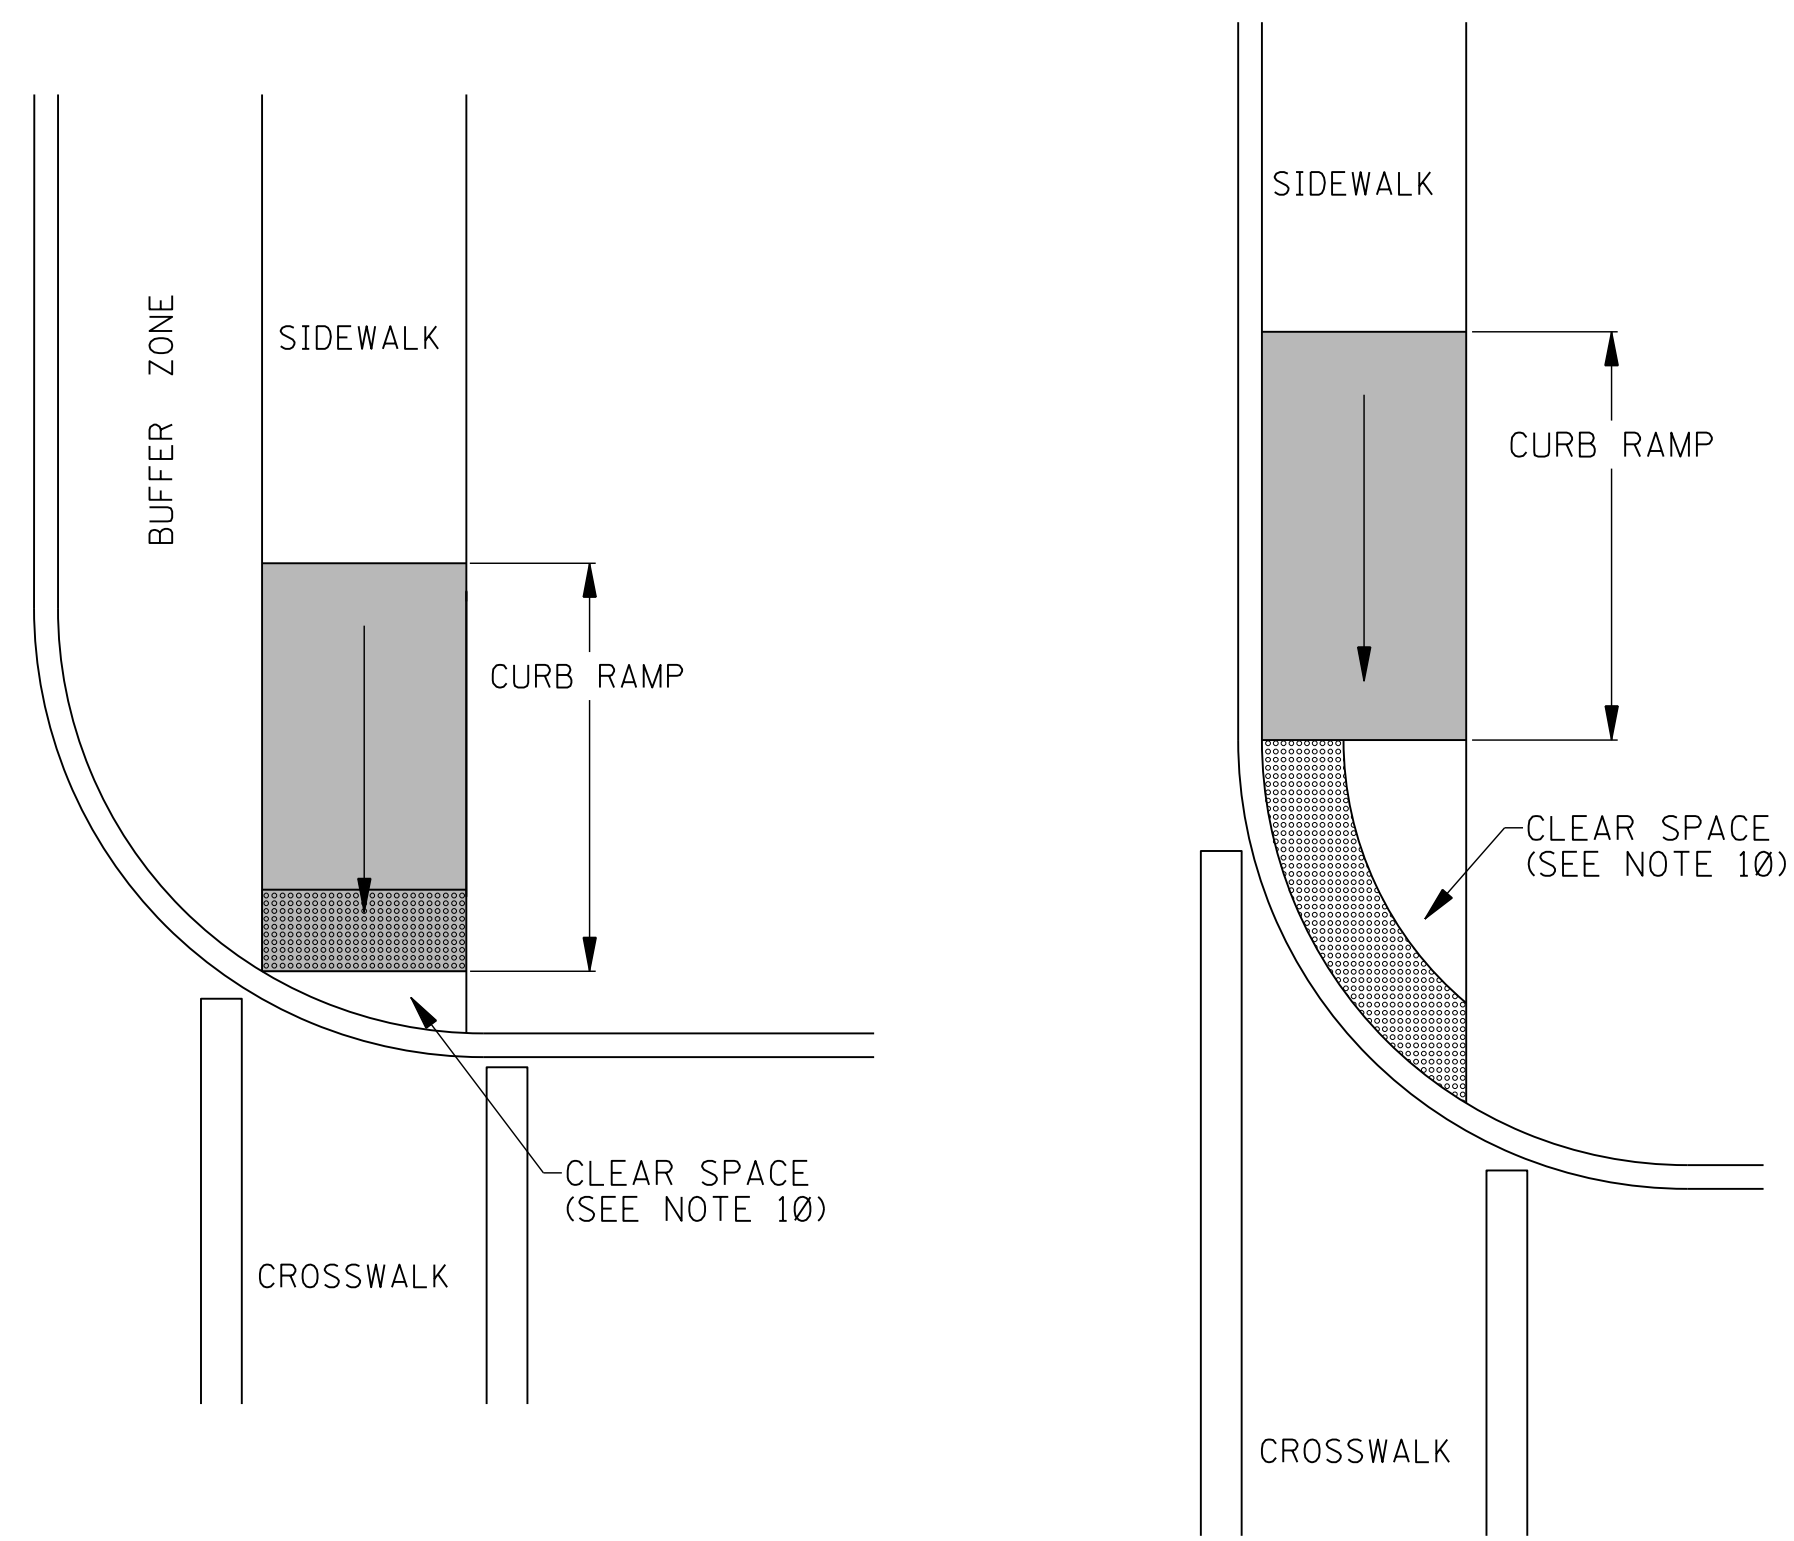 BUFFER ZONE
SIDEWALK
CURB RAMP
CLEAR SPACE
(SEE NOTE 10)
CROSSWALK
SIDEWALK
CURB RAMP
CLEAR SPACE
(SEE NOTE 10)
CROSSWALK